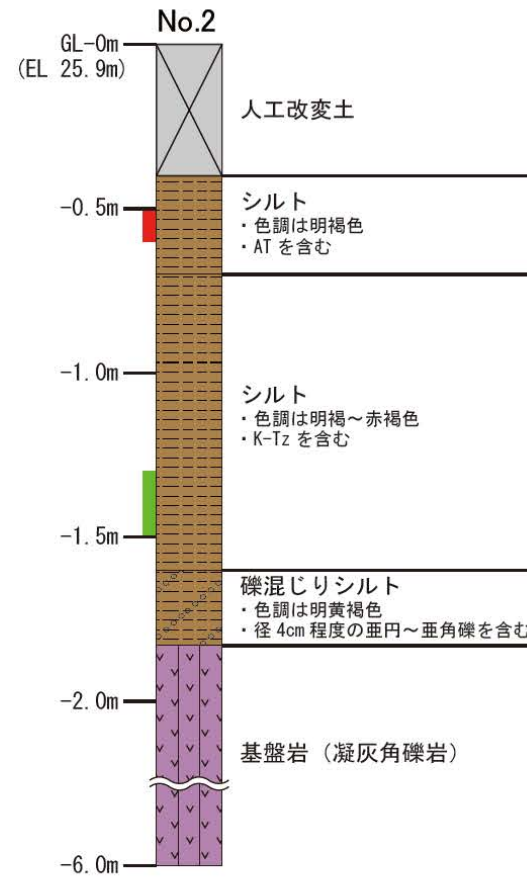 No.2
GL-0m
(EL 25.9m)
人工改変土
-0.5m
シルト
・色調は明褐色
・AT を含む
-1.0m
シルト
・色調は明褐～赤褐色
・K-Tz を含む
-1.5m
礫混じりシルト
・色調は明黄褐色
・径 4cm 程度の亜円～亜角礫を含む
-2.0m
基盤岩（凝灰角礫岩）
-6.0m